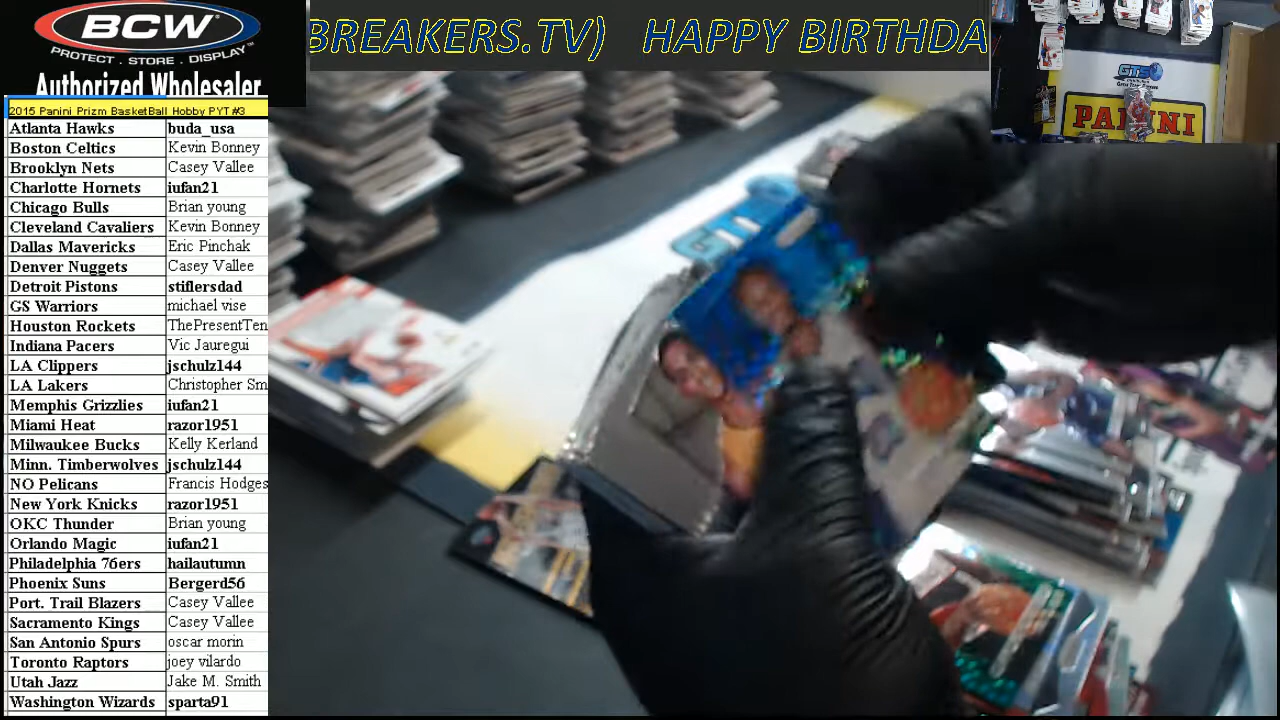 BCW
PROTECT . STORE . DISPLAY
Authorized Wholesaler
BREAKERS.TV) HAPPY BIRTHDA
2015 Panini Prizm BasketBall Hobby PYT #3
Atlanta Hawks buda_usa
Boston Celtics Kevin Bonney
Brooklyn Nets Casey Vallee
Charlotte Hornets iufan21
Chicago Bulls Brian young
Cleveland Cavaliers Kevin Bonney
Dallas Mavericks Eric Pinchak
Denver Nuggets Casey Vallee
Detroit Pistons stiflersdad
GS Warriors michael vise
Houston Rockets ThePresentTen
Indiana Pacers Vic Jauregui
LA Clippers jschulz144
LA Lakers Christopher Sm
Memphis Grizzlies iufan21
Miami Heat razor1951
Milwaukee Bucks Kelly Kerland
Minn. Timberwolves jschulz144
NO Pelicans Francis Hodges
New York Knicks razor1951
OKC Thunder Brian young
Orlando Magic iufan21
Philadelphia 76ers hailautumn
Phoenix Suns Bergerd56
Port. Trail Blazers Casey Vallee
Sacramento Kings Casey Vallee
San Antonio Spurs oscar morin
Toronto Raptors joey vilardo
Utah Jazz Jake M. Smith
Washington Wizards sparta91
GTS
PANINI